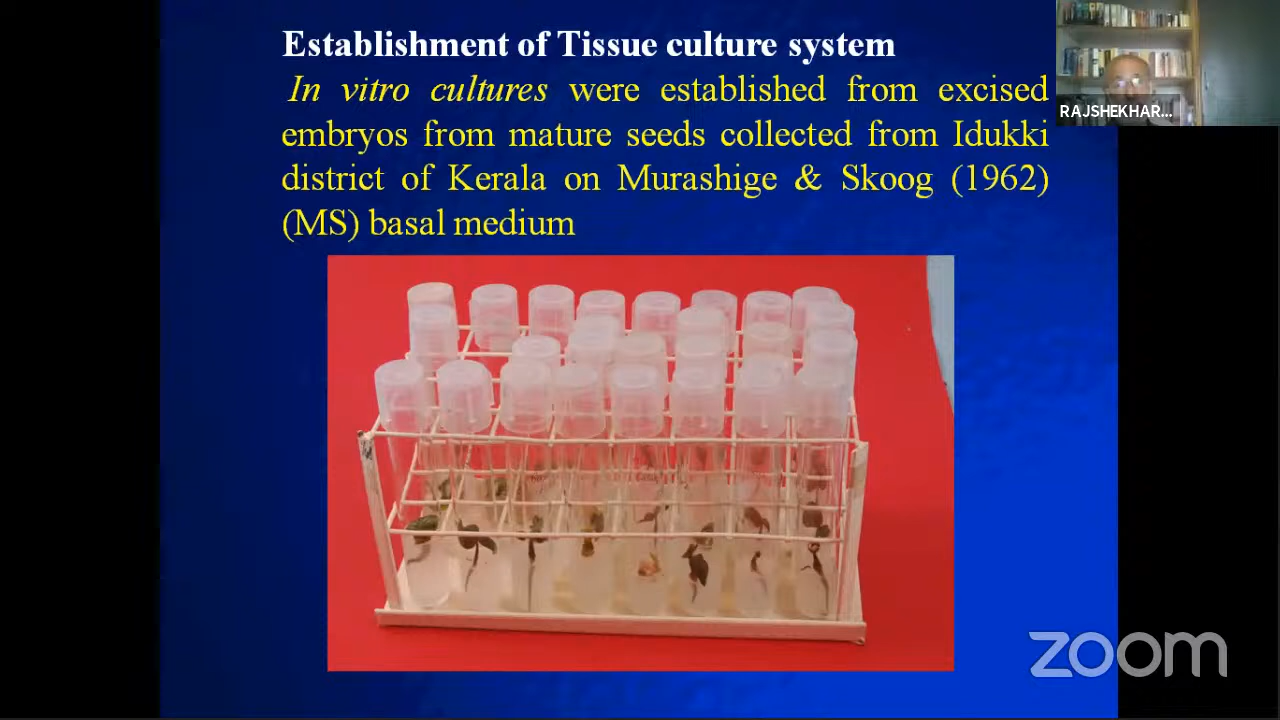 Establishment of Tissue culture system
In vitro cultures were established from excised
embryos from mature seeds collected from Idukki
district of Kerala on Murashige & Skoog (1962)
(MS) basal medium
RAJSHEKHAR...
zoom